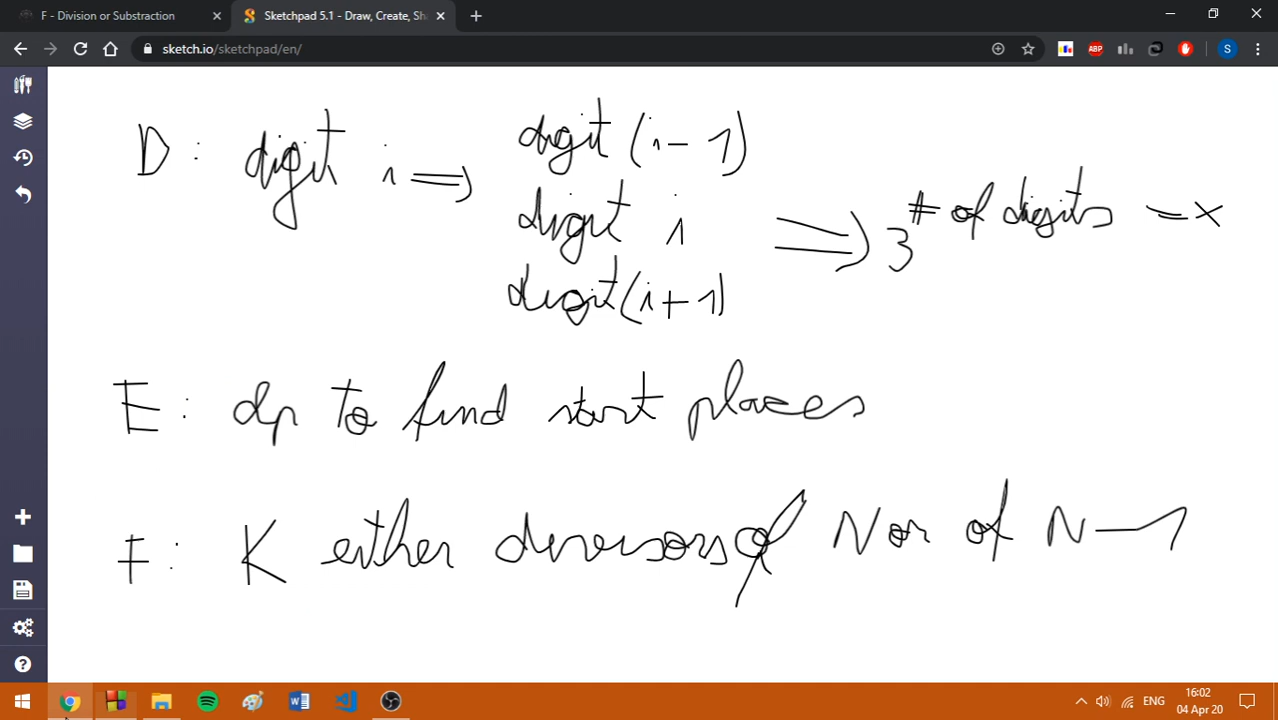 F - Division or Substraction
Sketchpad 5.1 - Draw, Create, Sh
sketch.io/sketchpad/en/
ABP
S
D: digit i ⇒ digit (i-1)
digit i ⇒ 3^# of digits = x
digit(i+1)
E: dp to find start places
F: K either divisors of N or of N-1
ENG
16:02
04 Apr 20